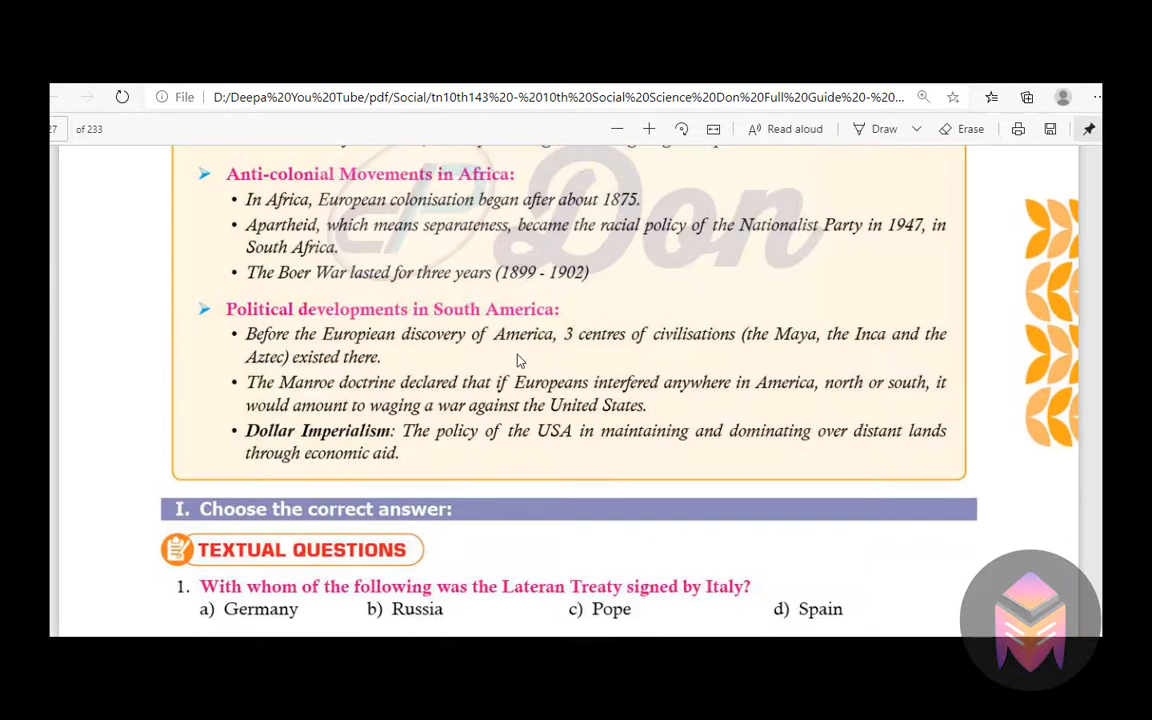 File D:/Deepa%20You%20Tube/pdf/Social/tn10th143%20-%2010th%20Social%20Science%20Don%20Full%20Guide%20-%20...
27 of 233 Read aloud Draw Erase
Don
Anti-colonial Movements in Africa:
• In Africa, European colonisation began after about 1875.
• Apartheid, which means separateness, became the racial policy of the Nationalist Party in 1947, in
South Africa.
• The Boer War lasted for three years (1899 - 1902)
Political developments in South America:
• Before the Europiean discovery of America, 3 centres of civilisations (the Maya, the Inca and the
Aztec) existed there.
• The Manroe doctrine declared that if Europeans interfered anywhere in America, north or south, it
would amount to waging a war against the United States.
• Dollar Imperialism: The policy of the USA in maintaining and dominating over distant lands
through economic aid.
I. Choose the correct answer:
TEXTUAL QUESTIONS
1. With whom of the following was the Lateran Treaty signed by Italy?
a) Germany b) Russia c) Pope d) Spain